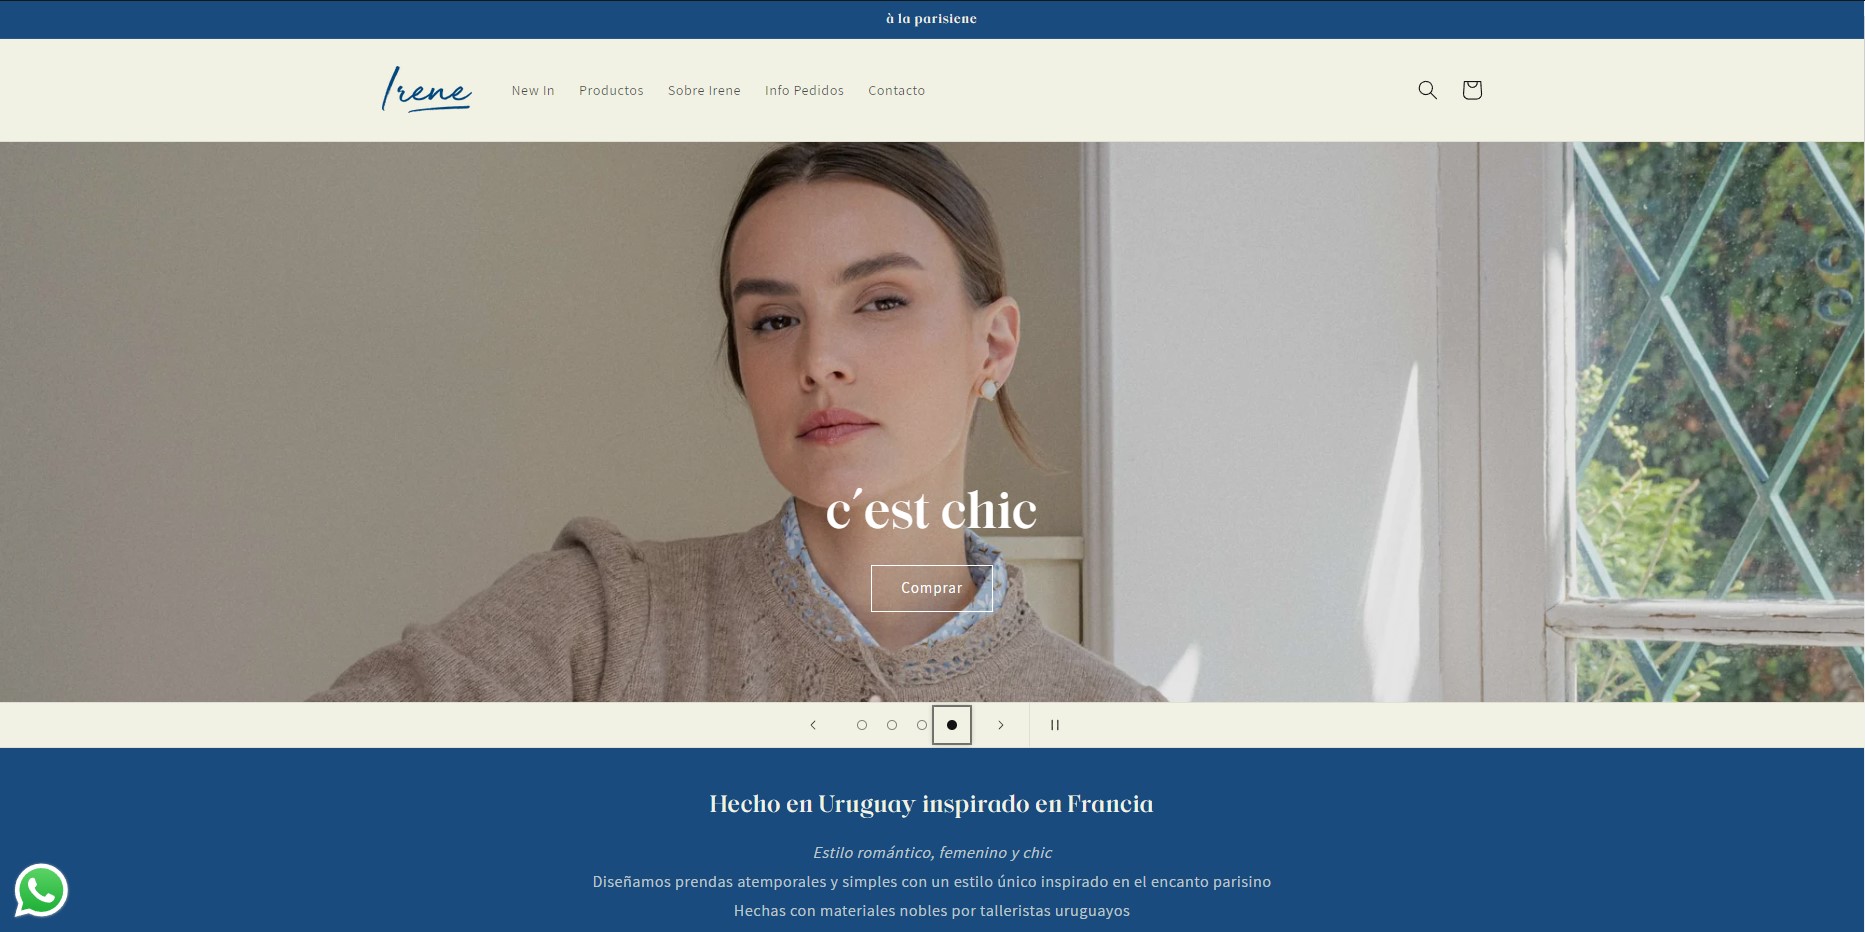 à la parisiene
Irene
New In Productos Sobre Irene Info Pedidos Contacto
c´est chic
Comprar
Hecho en Uruguay inspirado en Francia
Estilo romántico, femenino y chic
Diseñamos prendas atemporales y simples con un estilo único inspirado en el encanto parisino
Hechas con materiales nobles por talleristas uruguayos